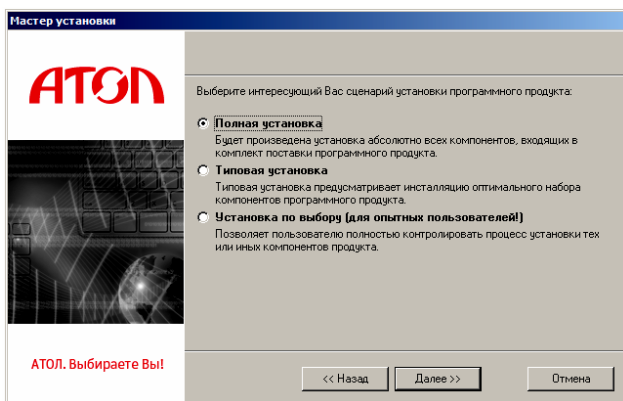 Мастер установки
АТОЛ
Выберите интересующий Вас сценарий установки программного продукта:
Полная установка
Будет произведена установка абсолютно всех компонентов, входящих в
комплект поставки программного продукта.
Типовая установка
Типовая установка предусматривает инсталляцию оптимального набора
компонентов программного продукта.
Установка по выбору (для опытных пользователей!)
Позволяет пользователю полностью контролировать процесс установки тех
или иных компонентов продукта.
АТОЛ. Выбираете Вы!
<< Назад
Далее >>
Отмена